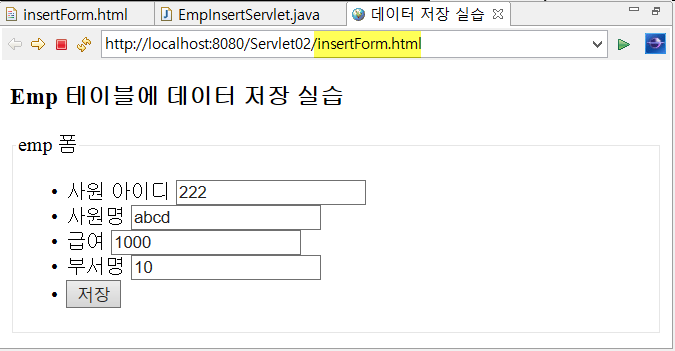 insertForm.html EmpInsertServlet.java 데이터 저장 실습
http://localhost:8080/Servlet02/insertForm.html
Emp 테이블에 데이터 저장 실습
emp 폼
• 사원 아이디 222
• 사원명 abcd
• 급여 1000
• 부서명 10
• 저장